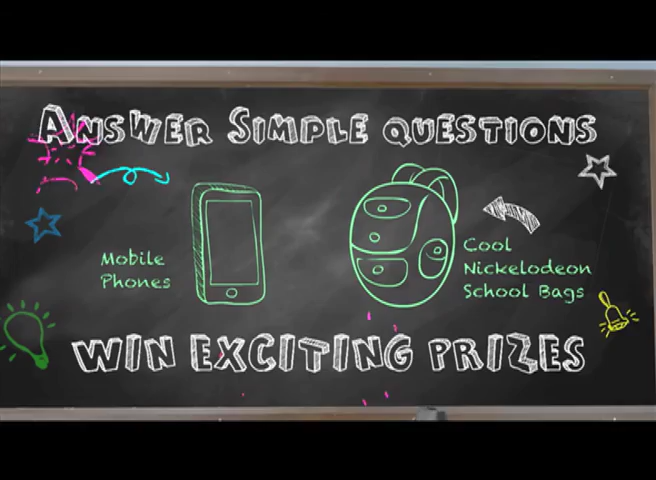 Answer Simple questions
Mobile
Phones
Cool
Nickelodeon
School Bags
WIN EXCITING PRIZES